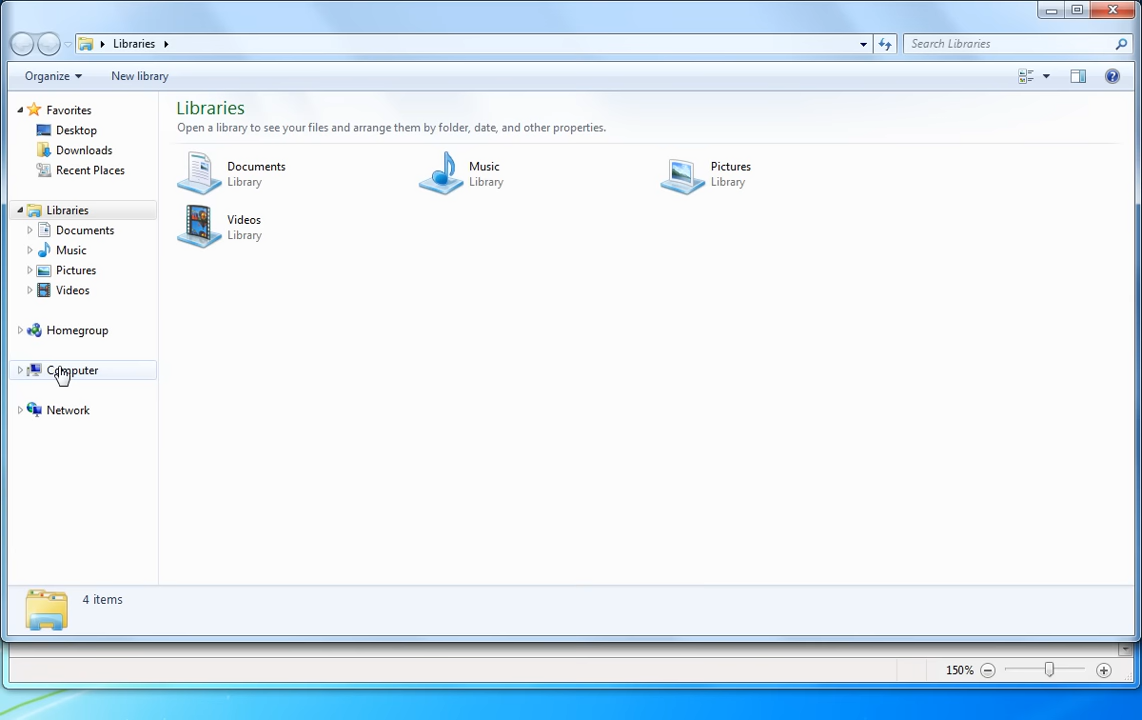 Libraries
Search Libraries
Organize
New library
Favorites
Desktop
Downloads
Recent Places
Libraries
Documents
Music
Pictures
Videos
Homegroup
Computer
Network
Libraries
Open a library to see your files and arrange them by folder, date, and other properties.
Documents
Library
Music
Library
Pictures
Library
Videos
Library
4 items
150%